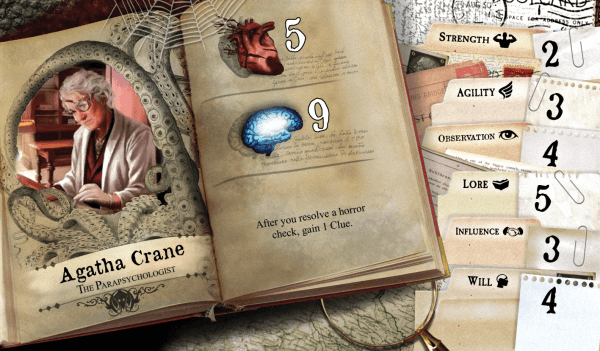 5
9
After you resolve a horror
check, gain 1 Clue.
Agatha Crane
The Parapsychologist
Strength 2
Agility 3
Observation 4
Lore 5
Influence 3
Will 4